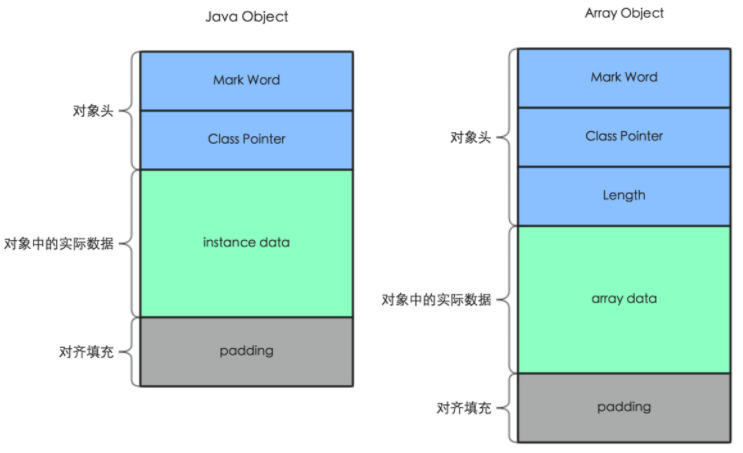 Java Object
对象头
Mark Word
Class Pointer
对象中的实际数据
instance data
对齐填充
padding
Array Object
对象头
Mark Word
Class Pointer
Length
对象中的实际数据
array data
对齐填充
padding